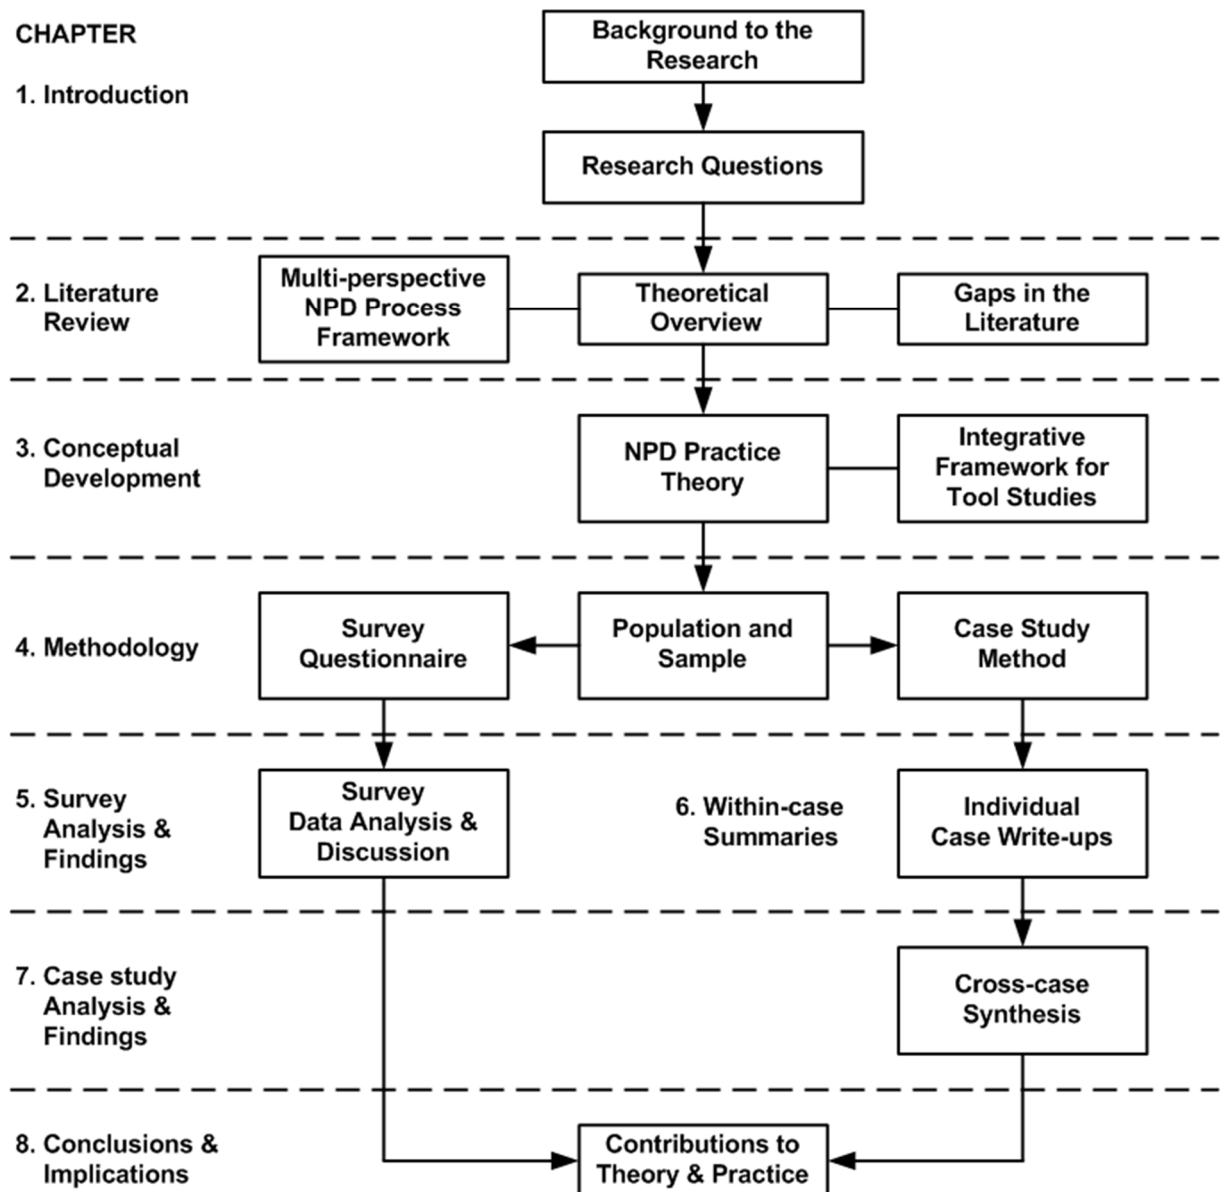 CHAPTER
Background to the
Research
1. Introduction
Research Questions
2. Literature
Review
Multi-perspective
NPD Process
Framework
Theoretical
Overview
Gaps in the
Literature
3. Conceptual
Development
NPD Practice
Theory
Integrative
Framework for
Tool Studies
4. Methodology
Survey
Questionnaire
Population and
Sample
Case Study
Method
5. Survey
Analysis &
Findings
Survey
Data Analysis &
Discussion
6. Within-case
Summaries
Individual
Case Write-ups
7. Case study
Analysis &
Findings
Cross-case
Synthesis
8. Conclusions &
Implications
Contributions to
Theory & Practice